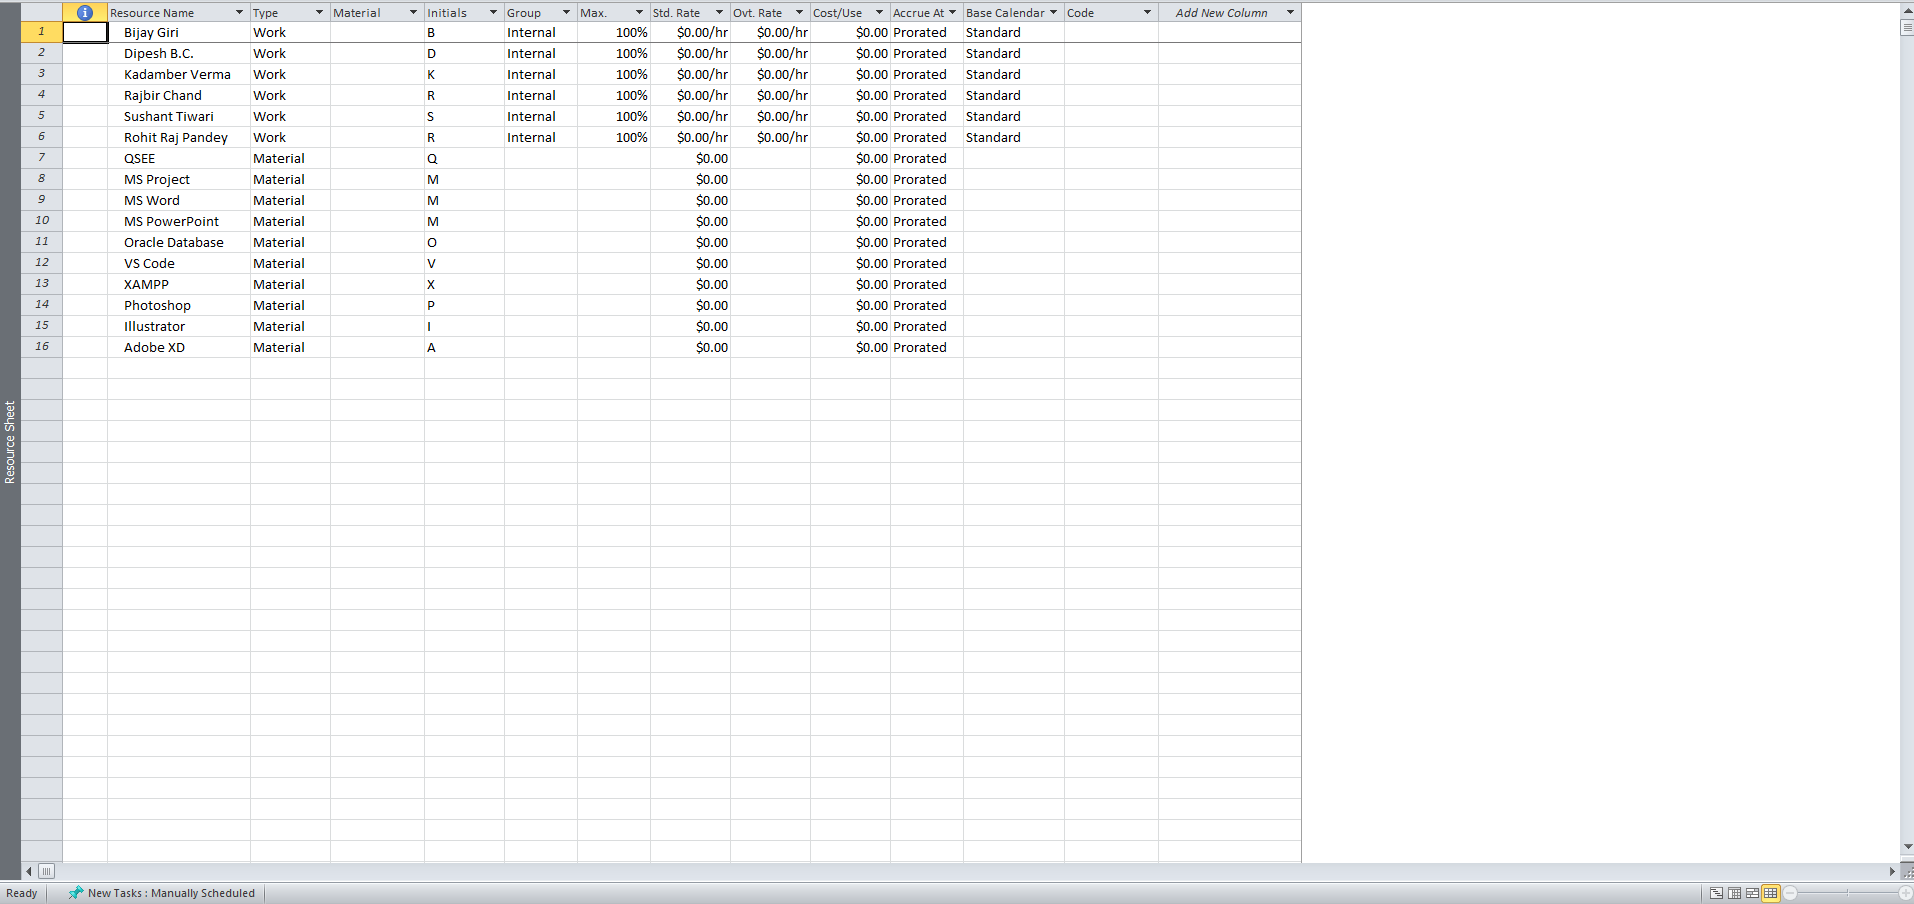 Resource Name Type Material Initials Group Max. Std. Rate Ovt. Rate Cost/Use Accrue At Base Calendar Code Add New Column
1 Bijay Giri Work B Internal 100% $0.00/hr $0.00/hr $0.00 Prorated Standard
2 Dipesh B.C. Work D Internal 100% $0.00/hr $0.00/hr $0.00 Prorated Standard
3 Kadamber Verma Work K Internal 100% $0.00/hr $0.00/hr $0.00 Prorated Standard
4 Rajbir Chand Work R Internal 100% $0.00/hr $0.00/hr $0.00 Prorated Standard
5 Sushant Tiwari Work S Internal 100% $0.00/hr $0.00/hr $0.00 Prorated Standard
6 Rohit Raj Pandey Work R Internal 100% $0.00/hr $0.00/hr $0.00 Prorated Standard
7 QSEE Material Q $0.00 $0.00 Prorated
8 MS Project Material M $0.00 $0.00 Prorated
9 MS Word Material M $0.00 $0.00 Prorated
10 MS PowerPoint Material M $0.00 $0.00 Prorated
11 Oracle Database Material O $0.00 $0.00 Prorated
12 VS Code Material V $0.00 $0.00 Prorated
13 XAMPP Material X $0.00 $0.00 Prorated
14 Photoshop Material P $0.00 $0.00 Prorated
15 Illustrator Material I $0.00 $0.00 Prorated
16 Adobe XD Material A $0.00 $0.00 Prorated
Resource Sheet
Ready New Tasks : Manually Scheduled